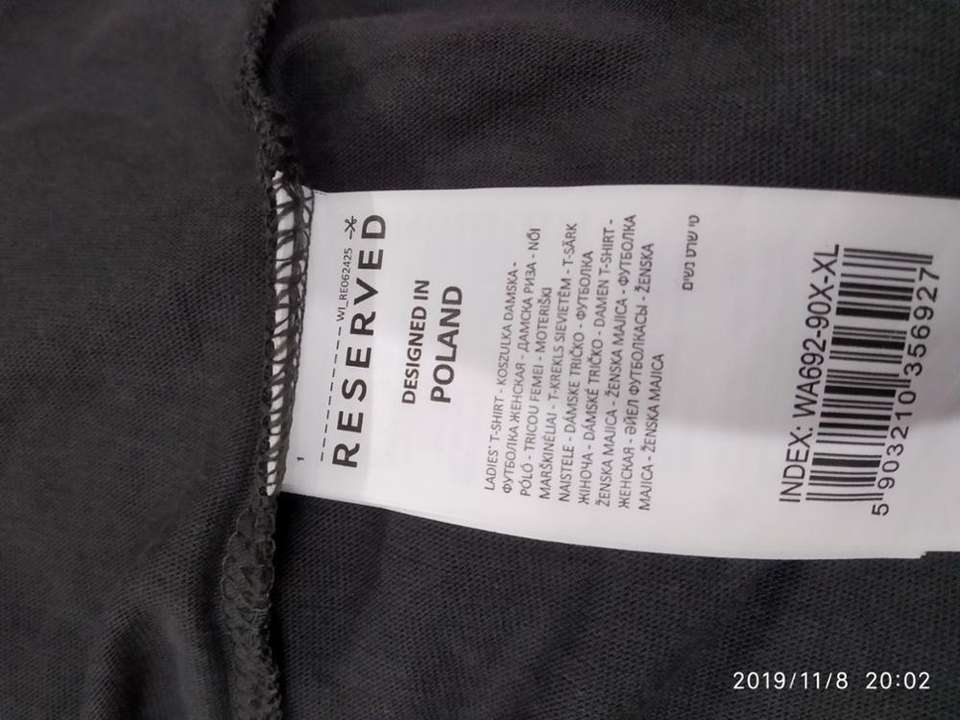 1
WI_RE062425
RESERVED
DESIGNED IN
POLAND
LADIES' T-SHIRT - KOSZULKA DAMSKA -
ФУТБОЛКА ЖЕНСКАЯ - ДАМСКА РИЗА - NŐI
PÓLÓ - TRICOU FEMEI - MOTERIŠKI
MARŠKINĖLIAI - T-KREKLS SIEVIETĒM - T-SÄRK
NAISTELE - DÁMSKE TRIČKO - ФУТБОЛКА
ЖІНОЧА - DÁMSKÉ TRIČKO - DAMEN T-SHIRT -
ŽENSKA MAJICA - ŽENSKA MAJICA - ФУТБОЛКА
ЖЕНСКАЯ - ӘЙЕЛ ФУТБОЛКАСЫ - ŽENSKA
MAJICA - ŽENSKA MAJICA
טי שרט נשים
INDEX: WA692-90X-XL
5 903210 356927
2019/11/8 20:02